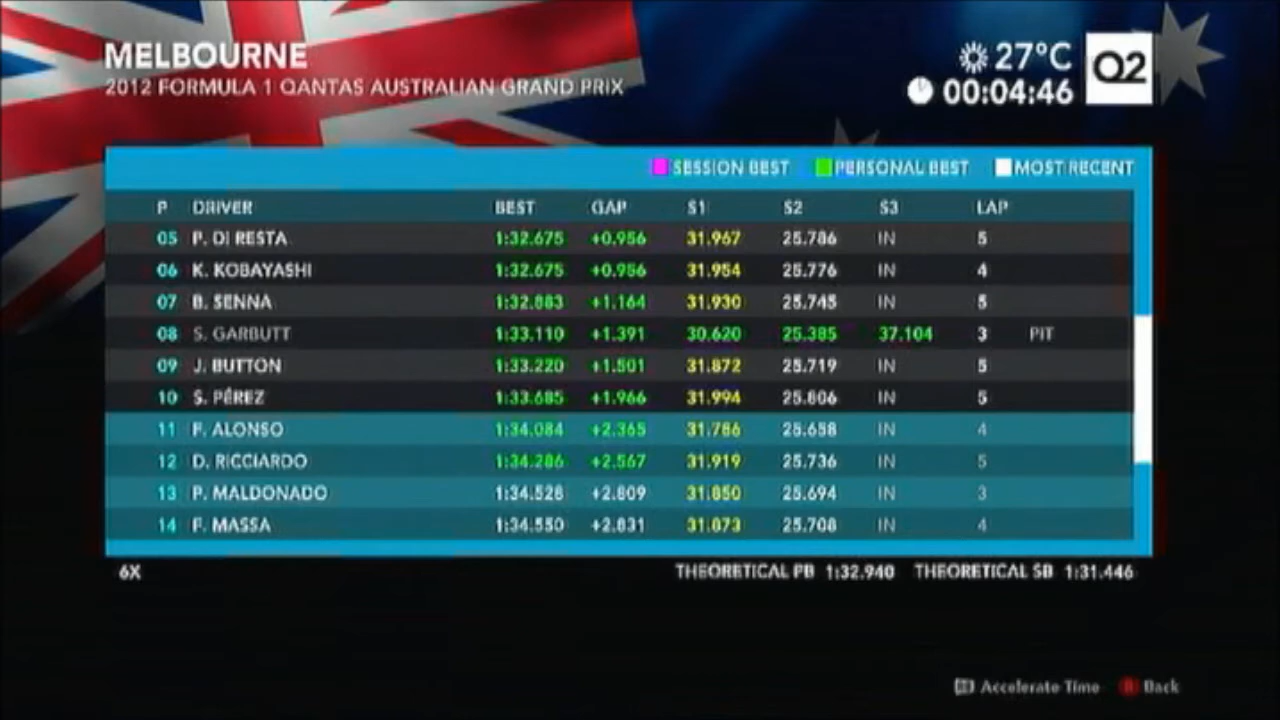 MELBOURNE
2012 FORMULA 1 QANTAS AUSTRALIAN GRAND PRIX
27°C
00:04:46
Q2
SESSION BEST PERSONAL BEST MOST RECENT
P DRIVER BEST GAP S1 S2 S3 LAP
05 P. DI RESTA 1:32.675 +0.956 31.967 25.786 IN 5
06 K. KOBAYASHI 1:32.675 +0.956 31.954 25.776 IN 4
07 B. SENNA 1:32.883 +1.164 31.930 25.745 IN 5
08 S. GARBUTT 1:33.110 +1.391 30.620 25.385 37.104 3 PIT
09 J. BUTTON 1:33.220 +1.501 31.872 25.719 IN 5
10 S. PÉREZ 1:33.685 +1.966 31.994 25.806 IN 5
11 F. ALONSO 1:34.084 +2.365 31.786 25.658 IN 4
12 D. RICCIARDO 1:34.286 +2.567 31.919 25.736 IN 5
13 P. MALDONADO 1:34.528 +2.809 31.850 25.694 IN 3
14 F. MASSA 1:34.550 +2.831 31.873 25.708 IN 4
6X THEORETICAL PB 1:32.940 THEORETICAL SB 1:31.446
Accelerate Time Back